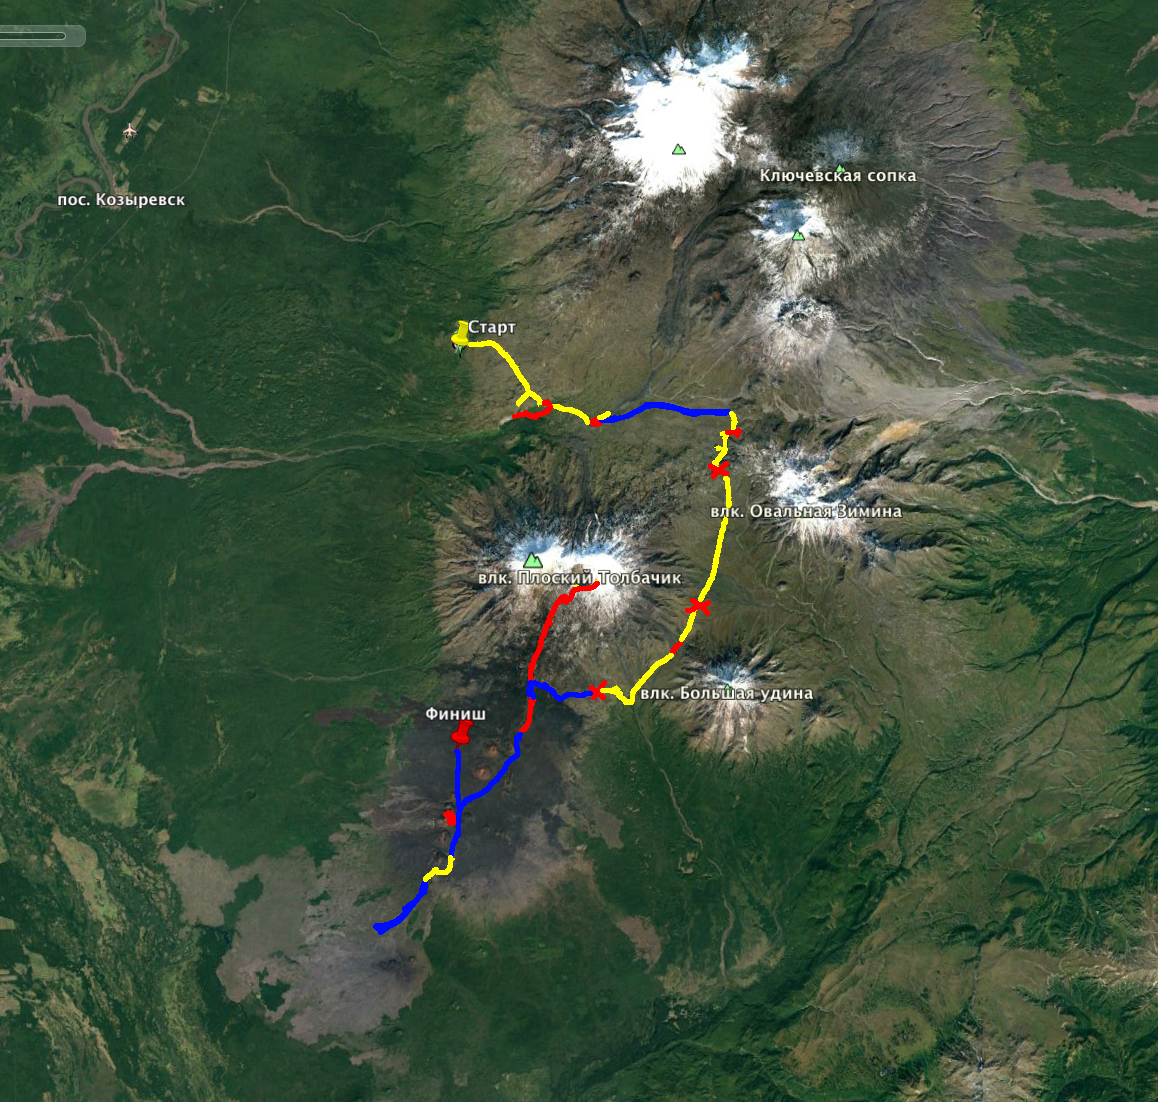 Ключевская сопка
пос. Козыревск
Старт
влк. Овальная Зимина
влк. Плоский Толбачик
влк. Большая удина
Финиш